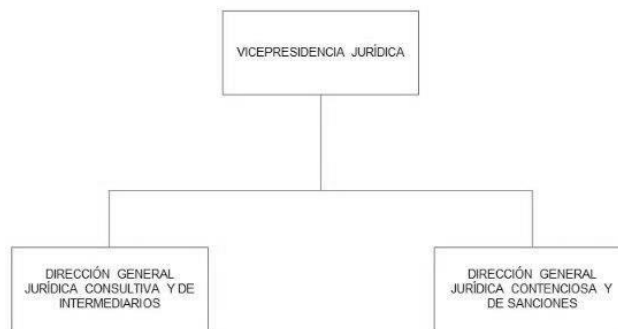 VICEPRESIDENCIA JURÍDICA
DIRECCIÓN GENERAL
JURÍDICA CONSULTIVA Y DE
INTERMEDIARIOS
DIRECCIÓN GENERAL
JURÍDICA CONTENCIOSA Y
DE SANCIONES